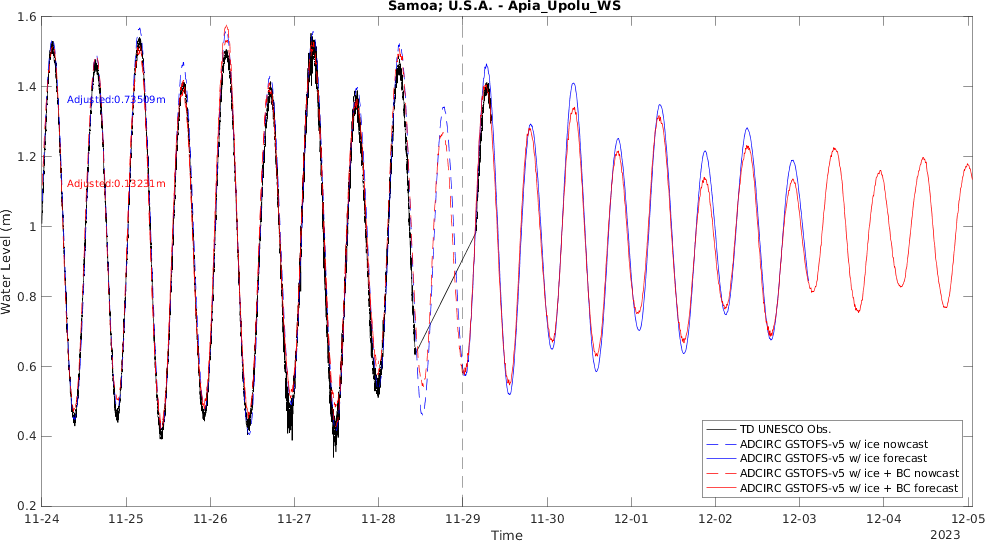 Samoa; U.S.A. - Apia_Upolu_WS
1.6
1.4
1.2
1
0.8
0.6
0.4
0.2
Water Level (m)
Adjusted:0.73509m
Adjusted:0.13231m
TD UNESCO Obs.
ADCIRC GSTOFS-v5 w/ ice nowcast
ADCIRC GSTOFS-v5 w/ ice forecast
ADCIRC GSTOFS-v5 w/ ice + BC nowcast
ADCIRC GSTOFS-v5 w/ ice + BC forecast
11-24 11-25 11-26 11-27 11-28 11-29 11-30 12-01 12-02 12-03 12-04 12-05
Time
2023